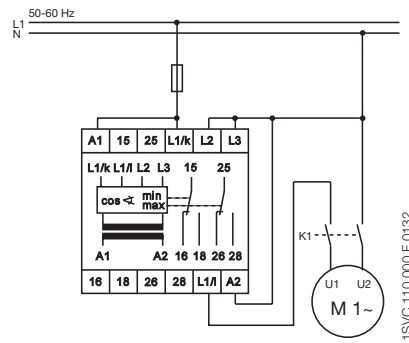 50-60 Hz
L1
N
A1 15 25 L1/k L2 L3
L1/k L1/l L2 L3 15 25
cos ∢ min
max
A1 A2 16 18 26 28
16 18 26 28 L1/l A2
K1
U1 U2
M 1~
1SVC 110 000 F 0132